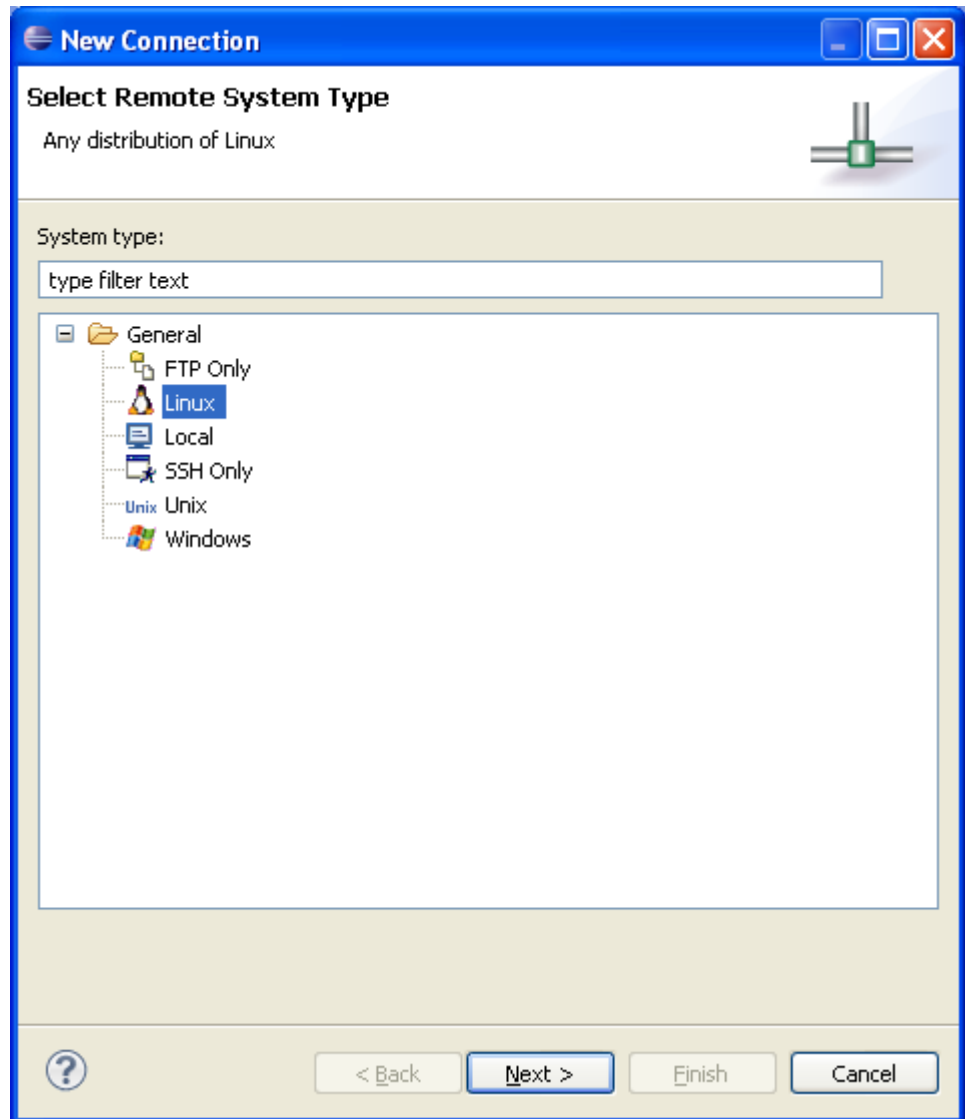 New Connection
Select Remote System Type
Any distribution of Linux
System type:
type filter text
General
FTP Only
Linux
Local
SSH Only
Unix Unix
Windows
?
< Back Next > Finish Cancel